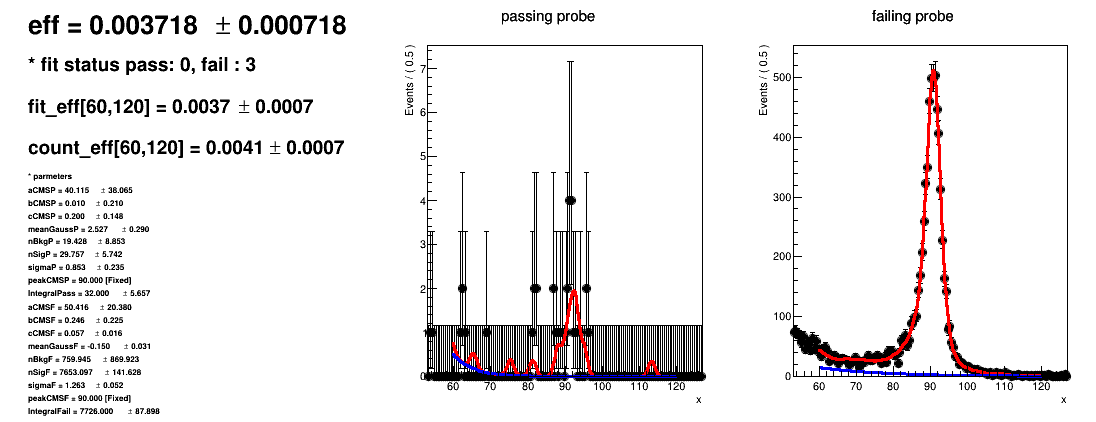 eff = 0.003718 ± 0.000718
* fit status pass: 0, fail : 3
fit_eff[60,120] = 0.0037 ± 0.0007
count_eff[60,120] = 0.0041 ± 0.0007
* parmeters
aCMSP = 40.115 ± 38.065
bCMSP = 0.010 ± 0.210
cCMSP = 0.200 ± 0.148
meanGaussP = 2.527 ± 0.290
nBkgP = 19.428 ± 8.853
nSigP = 29.757 ± 5.742
sigmaP = 0.853 ± 0.235
peakCMSP = 90.000 [Fixed]
IntegralPass = 32.000 ± 5.657
aCMSF = 50.416 ± 20.380
bCMSF = 0.246 ± 0.225
cCMSF = 0.057 ± 0.016
meanGaussF = -0.150 ± 0.031
nBkgF = 759.945 ± 869.923
nSigF = 7653.097 ± 141.628
sigmaF = 1.263 ± 0.052
peakCMSF = 90.000 [Fixed]
IntegralFail = 7726.000 ± 87.898
passing probe
Events / ( 0.5 )
7
6
5
4
3
2
1
0
60 70 80 90 100 110 120
x
failing probe
Events / ( 0.5 )
500
400
300
200
100
0
60 70 80 90 100 110 120
x